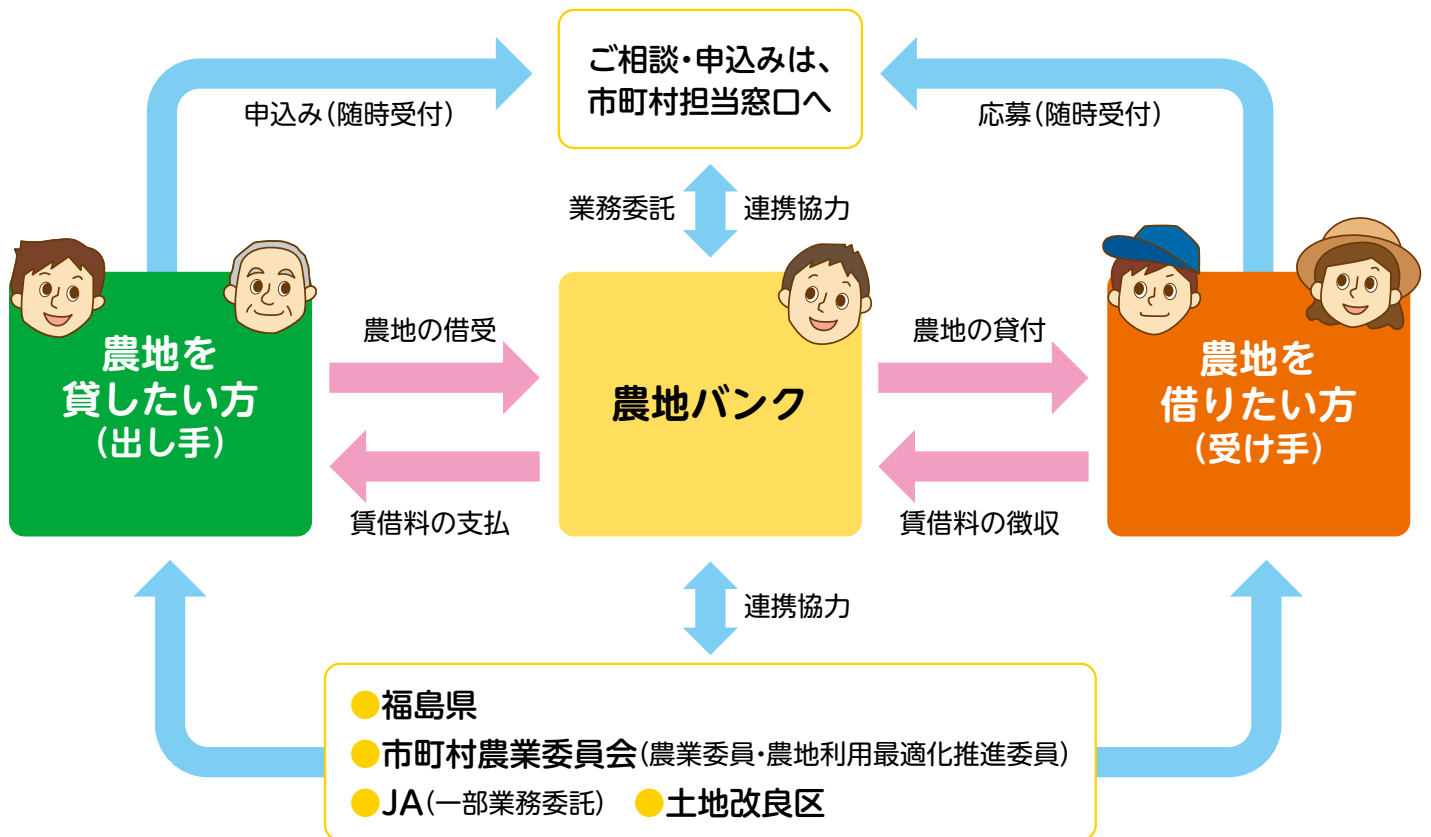 ご相談・申込みは、
市町村担当窓口へ
申込み(随時受付)
応募(随時受付)
業務委託
連携協力
農地を
貸したい方
(出し手)
農地の借受
賃借料の支払
農地バンク
農地の貸付
賃借料の徴収
農地を
借りたい方
(受け手)
連携協力
●福島県
●市町村農業委員会(農業委員・農地利用最適化推進委員)
●JA(一部業務委託) ●土地改良区